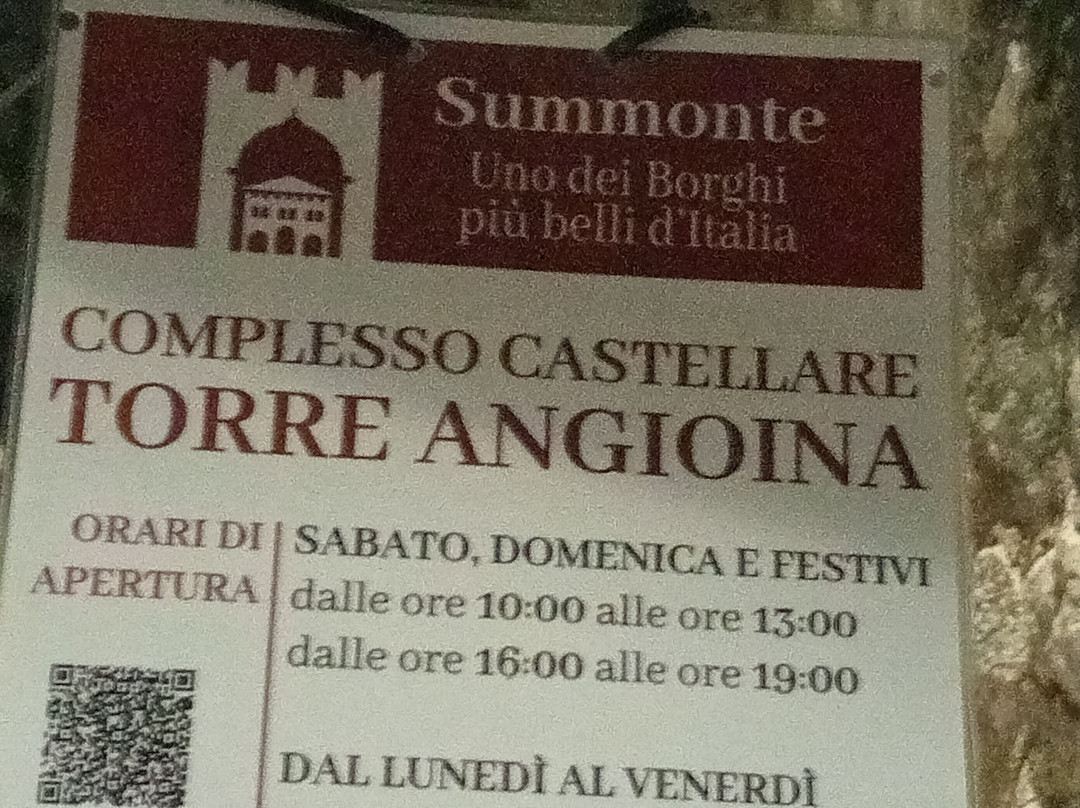 Summonte
Uno dei Borghi
più belli d'Italia
COMPLESSO CASTELLARE
TORRE ANGIOINA
ORARI DI
APERTURA
SABATO, DOMENICA E FESTIVI
dalle ore 10:00 alle ore 13:00
dalle ore 16:00 alle ore 19:00
DAL LUNEDÌ AL VENERDÌ